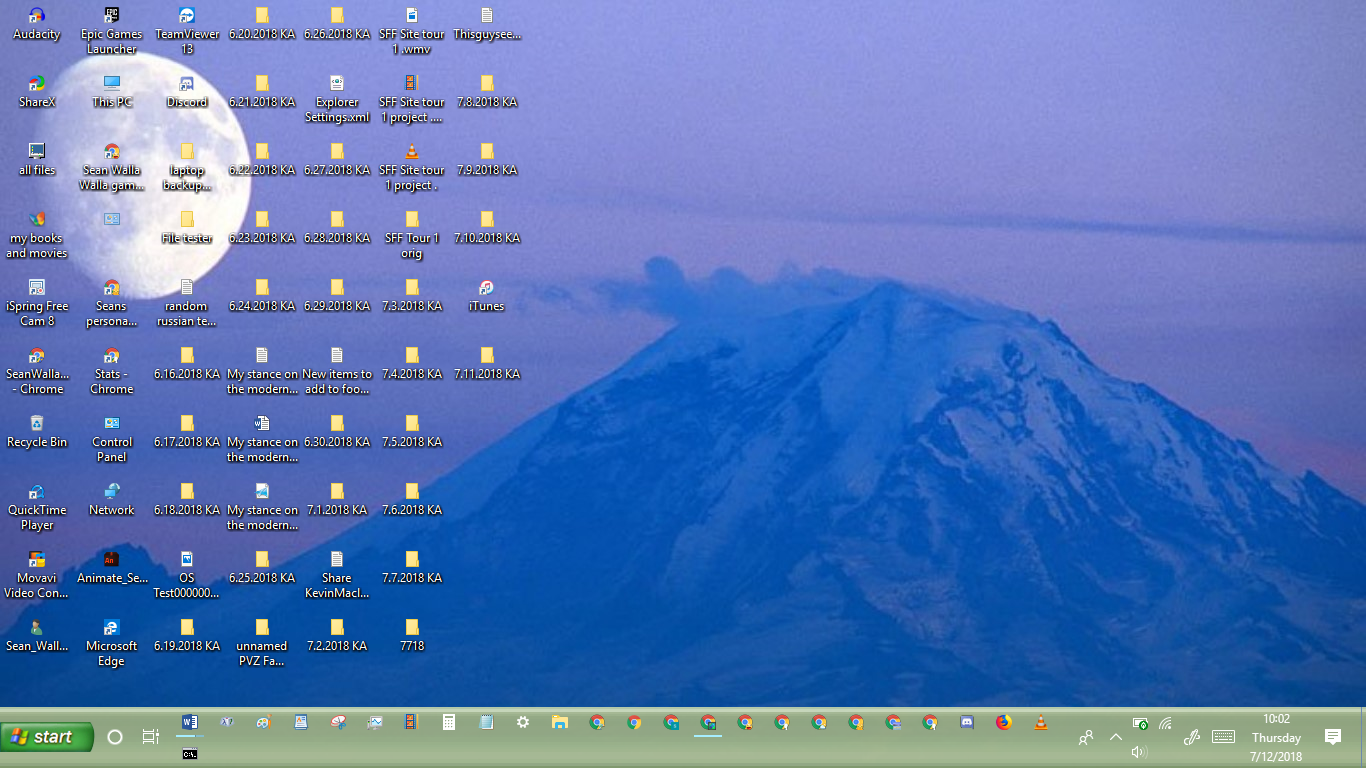 Audacity
Epic Games
Launcher
TeamViewer
13
6.20.2018 KA
6.26.2018 KA
SFF Site tour
1 .wmv
Thisguysee...
ShareX
This PC
Discord
6.21.2018 KA
Explorer
Settings.xml
SFF Site tour
1 project ....
7.8.2018 KA
all files
Sean Walla
Walla gam...
laptop
backup...
6.22.2018 KA
6.27.2018 KA
SFF Site tour
1 project .
7.9.2018 KA
my books
and movies
File tester
6.23.2018 KA
6.28.2018 KA
SFF Tour 1
orig
7.10.2018 KA
iSpring Free
Cam 8
Seans
persona...
random
russian te...
6.24.2018 KA
6.29.2018 KA
7.3.2018 KA
iTunes
SeanWalla...
- Chrome
Stats -
Chrome
6.16.2018 KA
My stance on
the modern...
New items to
add to foo...
7.4.2018 KA
7.11.2018 KA
Recycle Bin
Control
Panel
6.17.2018 KA
My stance on
the modern...
6.30.2018 KA
7.5.2018 KA
QuickTime
Player
Network
6.18.2018 KA
My stance on
the modern...
7.1.2018 KA
7.6.2018 KA
Movavi
Video Con...
Animate_Se...
OS
Test000000...
6.25.2018 KA
Share
KevinMacl...
7.7.2018 KA
Sean_Wall...
Microsoft
Edge
6.19.2018 KA
unnamed
PVZ Fa...
7.2.2018 KA
7718
start
10:02
Thursday
7/12/2018